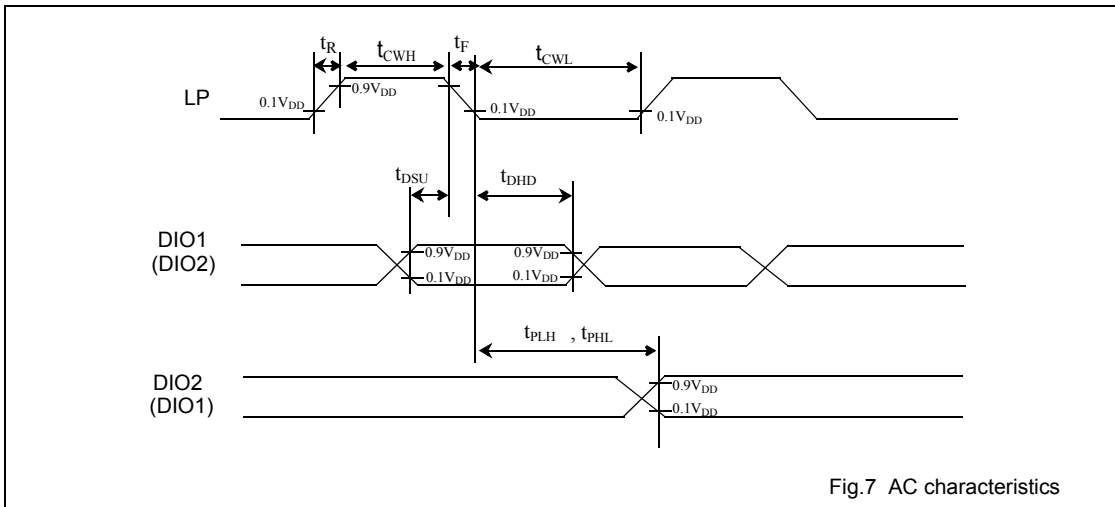 tR tCWH tF tCWL
LP 0.1VDD 0.9VDD 0.1VDD 0.1VDD
tDSU tDHD
DIO1
(DIO2)
0.9VDD 0.9VDD
0.1VDD 0.1VDD
tPLH , tPHL
DIO2
(DIO1)
0.9VDD
0.1VDD
Fig.7 AC characteristics